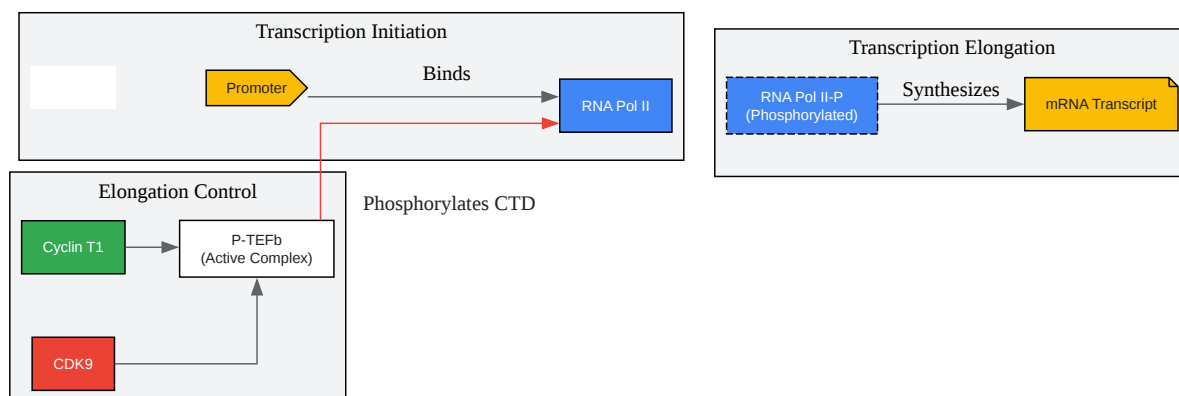 Transcription Initiation
Promoter
Binds
RNA Pol II
Transcription Elongation
RNA Pol II-P
(Phosphorylated)
Synthesizes
mRNA Transcript
Elongation Control
Phosphorylates CTD
Cyclin T1
P-TEFb
(Active Complex)
CDK9